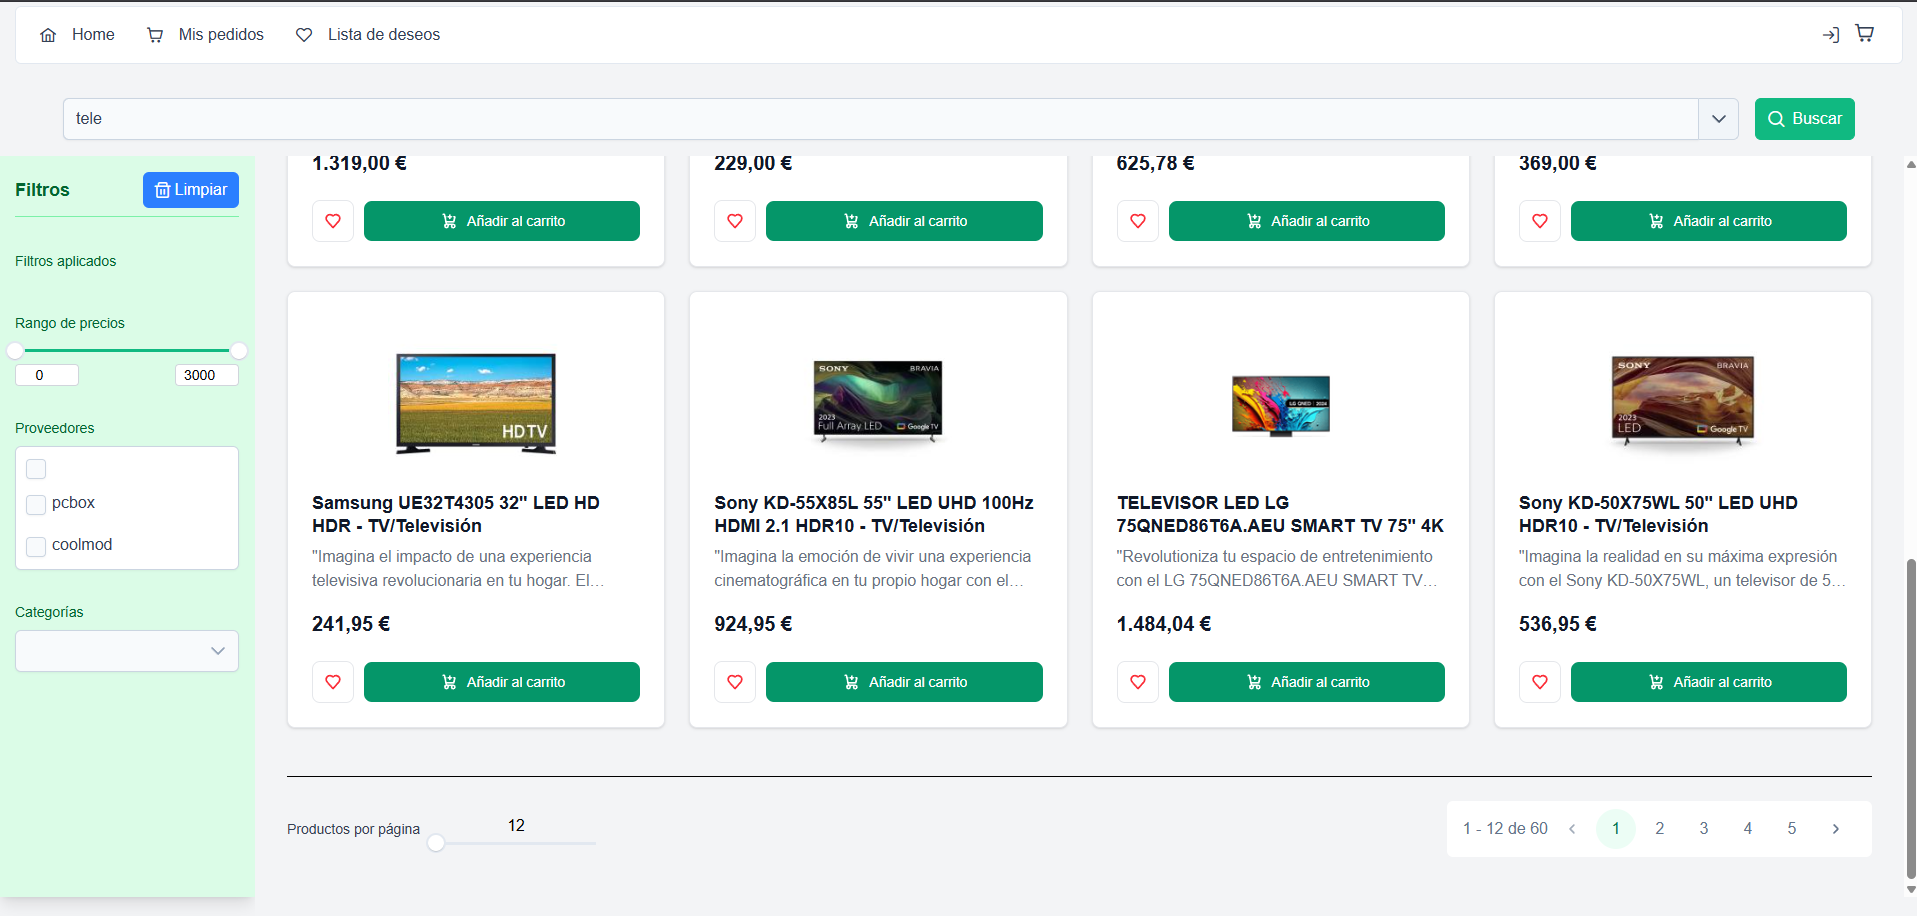 Home
Mis pedidos
Lista de deseos
tele
Buscar
Filtros
Limpiar
Filtros aplicados
Rango de precios
0
3000
Proveedores
pcbox
coolmod
Categorías
1.319,00 €
229,00 €
625,78 €
369,00 €
Añadir al carrito
Añadir al carrito
Añadir al carrito
Añadir al carrito
HDTV
Samsung UE32T4305 32" LED HD
HDR - TV/Televisión
"Imagina el impacto de una experiencia
televisiva revolucionaria en tu hogar. El…
241,95 €
Añadir al carrito
SONY
BRAVIA
2023
Full Array LED
Google TV
Sony KD-55X85L 55" LED UHD 100Hz
HDMI 2.1 HDR10 - TV/Televisión
"Imagina la emoción de vivir una experiencia
cinematográfica en tu propio hogar con el…
924,95 €
Añadir al carrito
LG QNED 2024
TELEVISOR LED LG
75QNED86T6A.AEU SMART TV 75" 4K
"Revolutioniza tu espacio de entretenimiento
con el LG 75QNED86T6A.AEU SMART TV…
1.484,04 €
Añadir al carrito
SONY
BRAVIA
2023
LED
Google TV
Sony KD-50X75WL 50" LED UHD
HDR10 - TV/Televisión
"Imagina la realidad en su máxima expresión
con el Sony KD-50X75WL, un televisor de 5…
536,95 €
Añadir al carrito
Productos por página
12
1 - 12 de 60
1
2
3
4
5